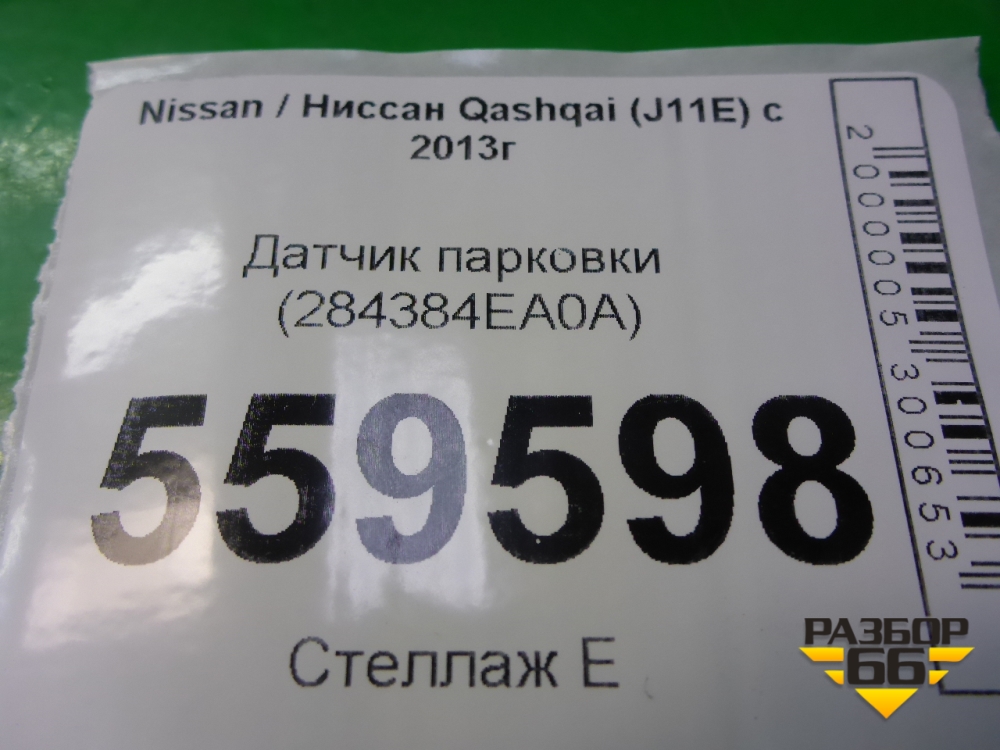 Nissan / Ниссан Qashqai (J11E) с
2013г
Датчик парковки
(284384EA0A)
559598
Стеллаж Е
2000005300653
РАЗБОР
66